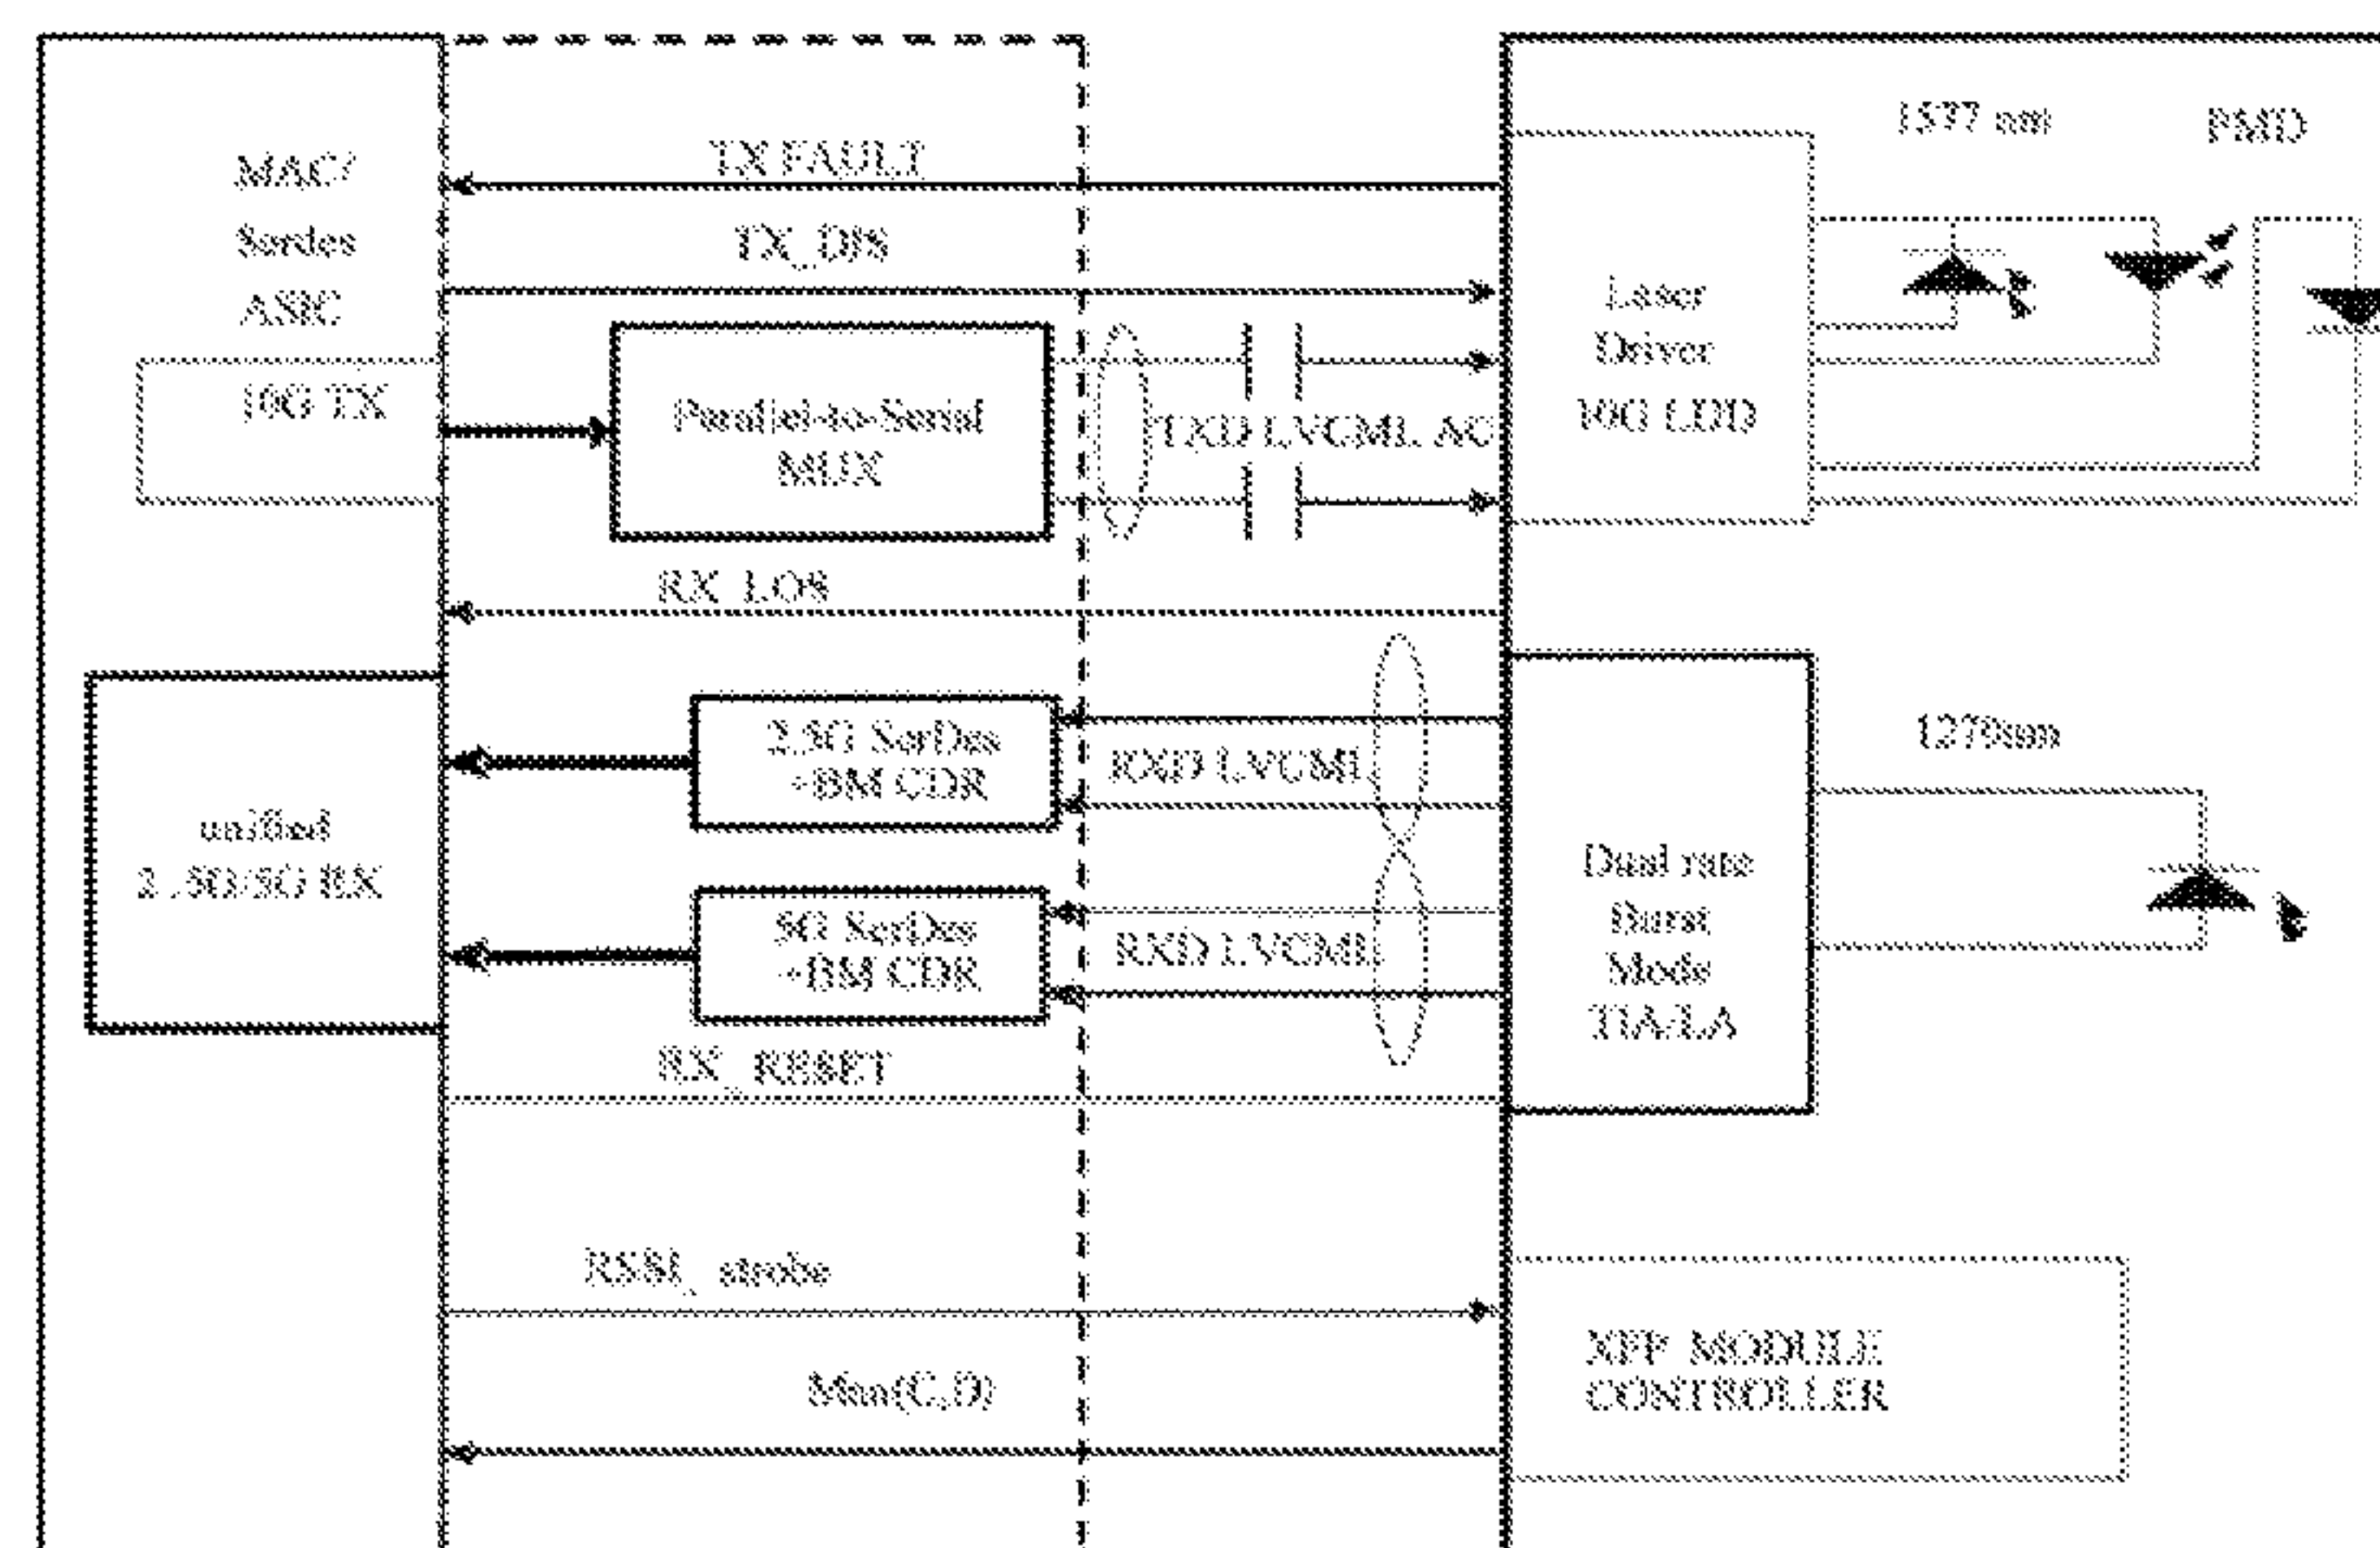 1577 nm
PMD
TX FAULT
MAC/
Serdes
ASIC
TX_DIS
Laser
Driver
10G LDD
10G TX
Parallel-to-Serial
MUX
TXD LVCML AC
RX_LOS
2.5G SerDes
+BM CDR
RXD LVCML
1270nm
unified
2.5G/5G RX
Dual rate
Burst
Mode
TIA/LA
5G SerDes
+BM CDR
RXD LVCML
RX_RESET
RSSI_strobe
XFP MODULE
CONTROLLER
Mon(C,D)